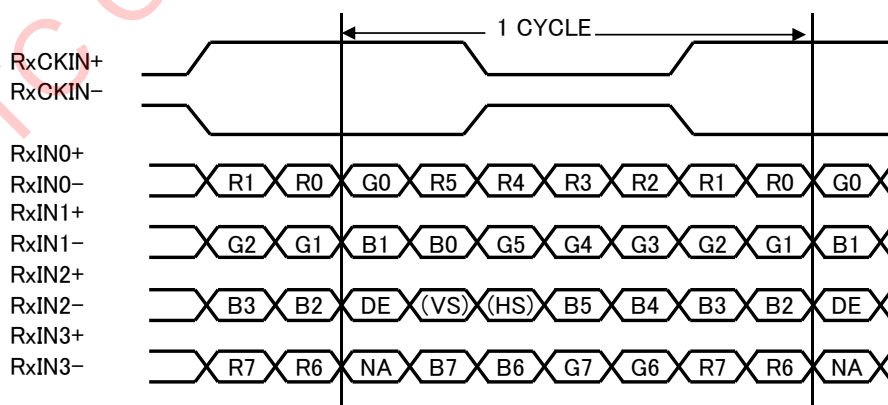 1 CYCLE
RxCKIN+
RxCKIN-
RxIN0+
RxIN0- R1 R0 G0 R5 R4 R3 R2 R1 R0 G0
RxIN1+
RxIN1- G2 G1 B1 B0 G5 G4 G3 G2 G1 B1
RxIN2+
RxIN2- B3 B2 DE (VS) (HS) B5 B4 B3 B2 DE
RxIN3+
RxIN3- R7 R6 NA B7 B6 G7 G6 R7 R6 NA